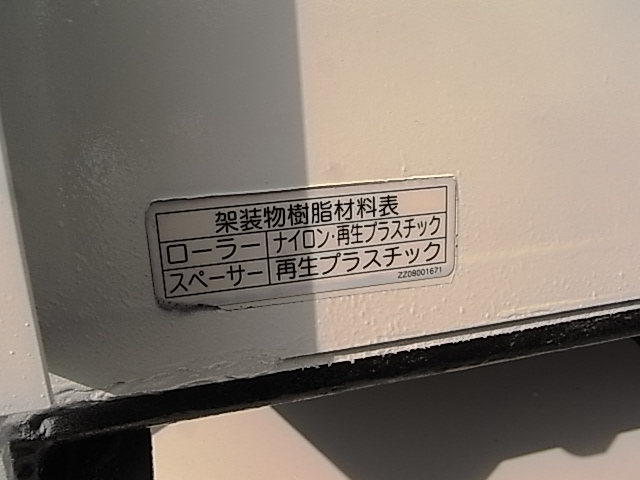 架装物樹脂材料表
ローラー ナイロン・再生プラスチック
スペーサー 再生プラスチック
ZZ08001671